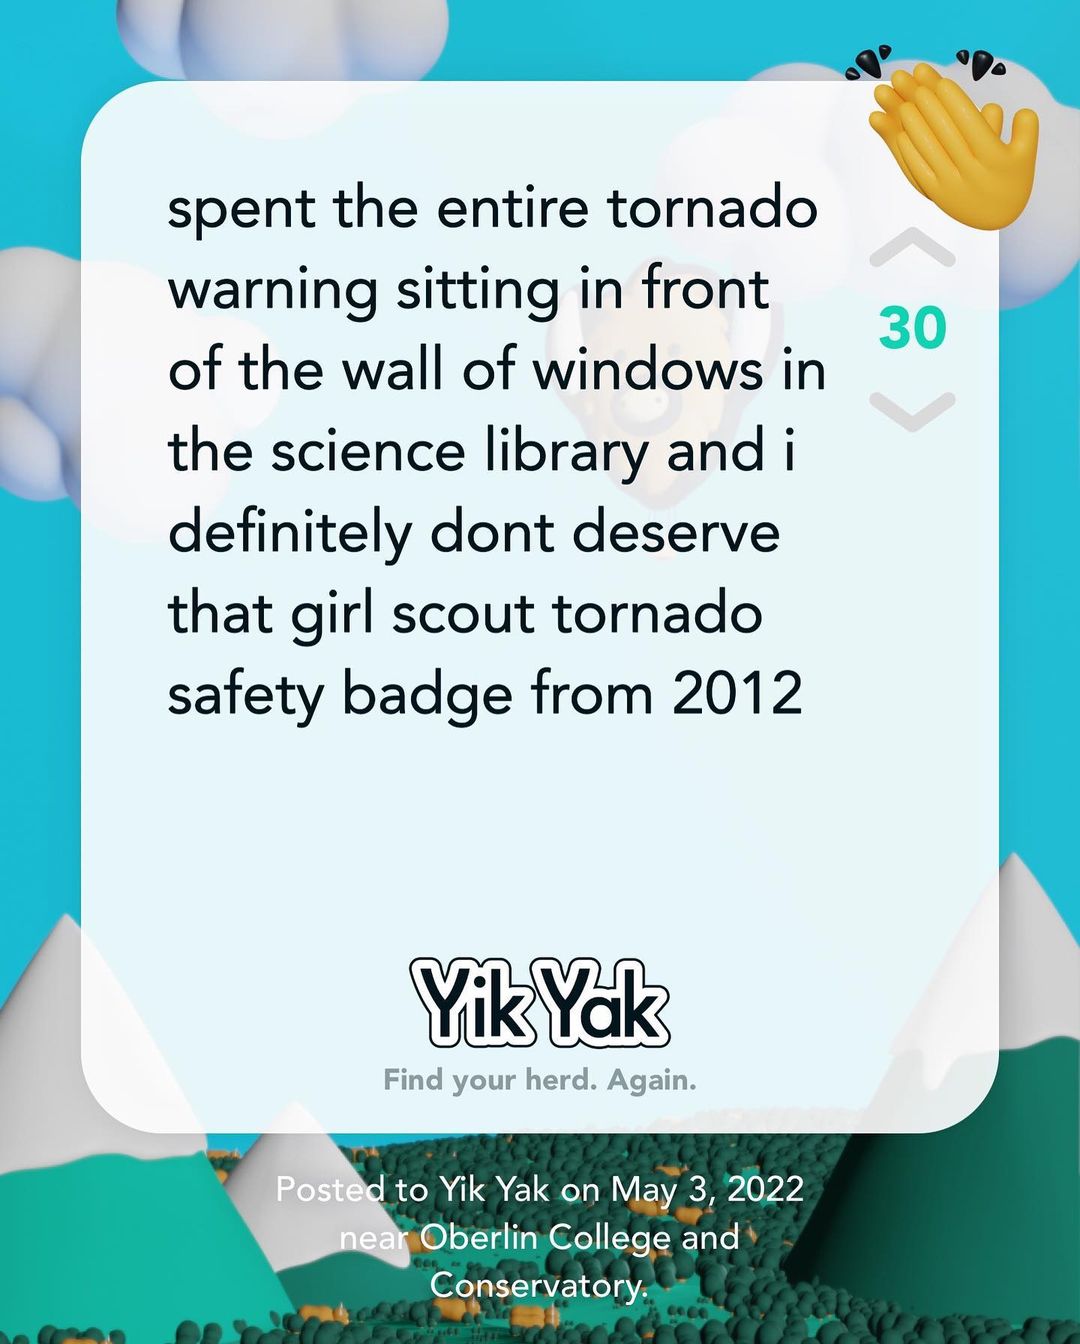 spent the entire tornado
warning sitting in front
of the wall of windows in
the science library and i
definitely dont deserve
that girl scout tornado
safety badge from 2012
30
Yik Yak
Find your herd. Again.
Posted to Yik Yak on May 3, 2022
near Oberlin College and
Conservatory.